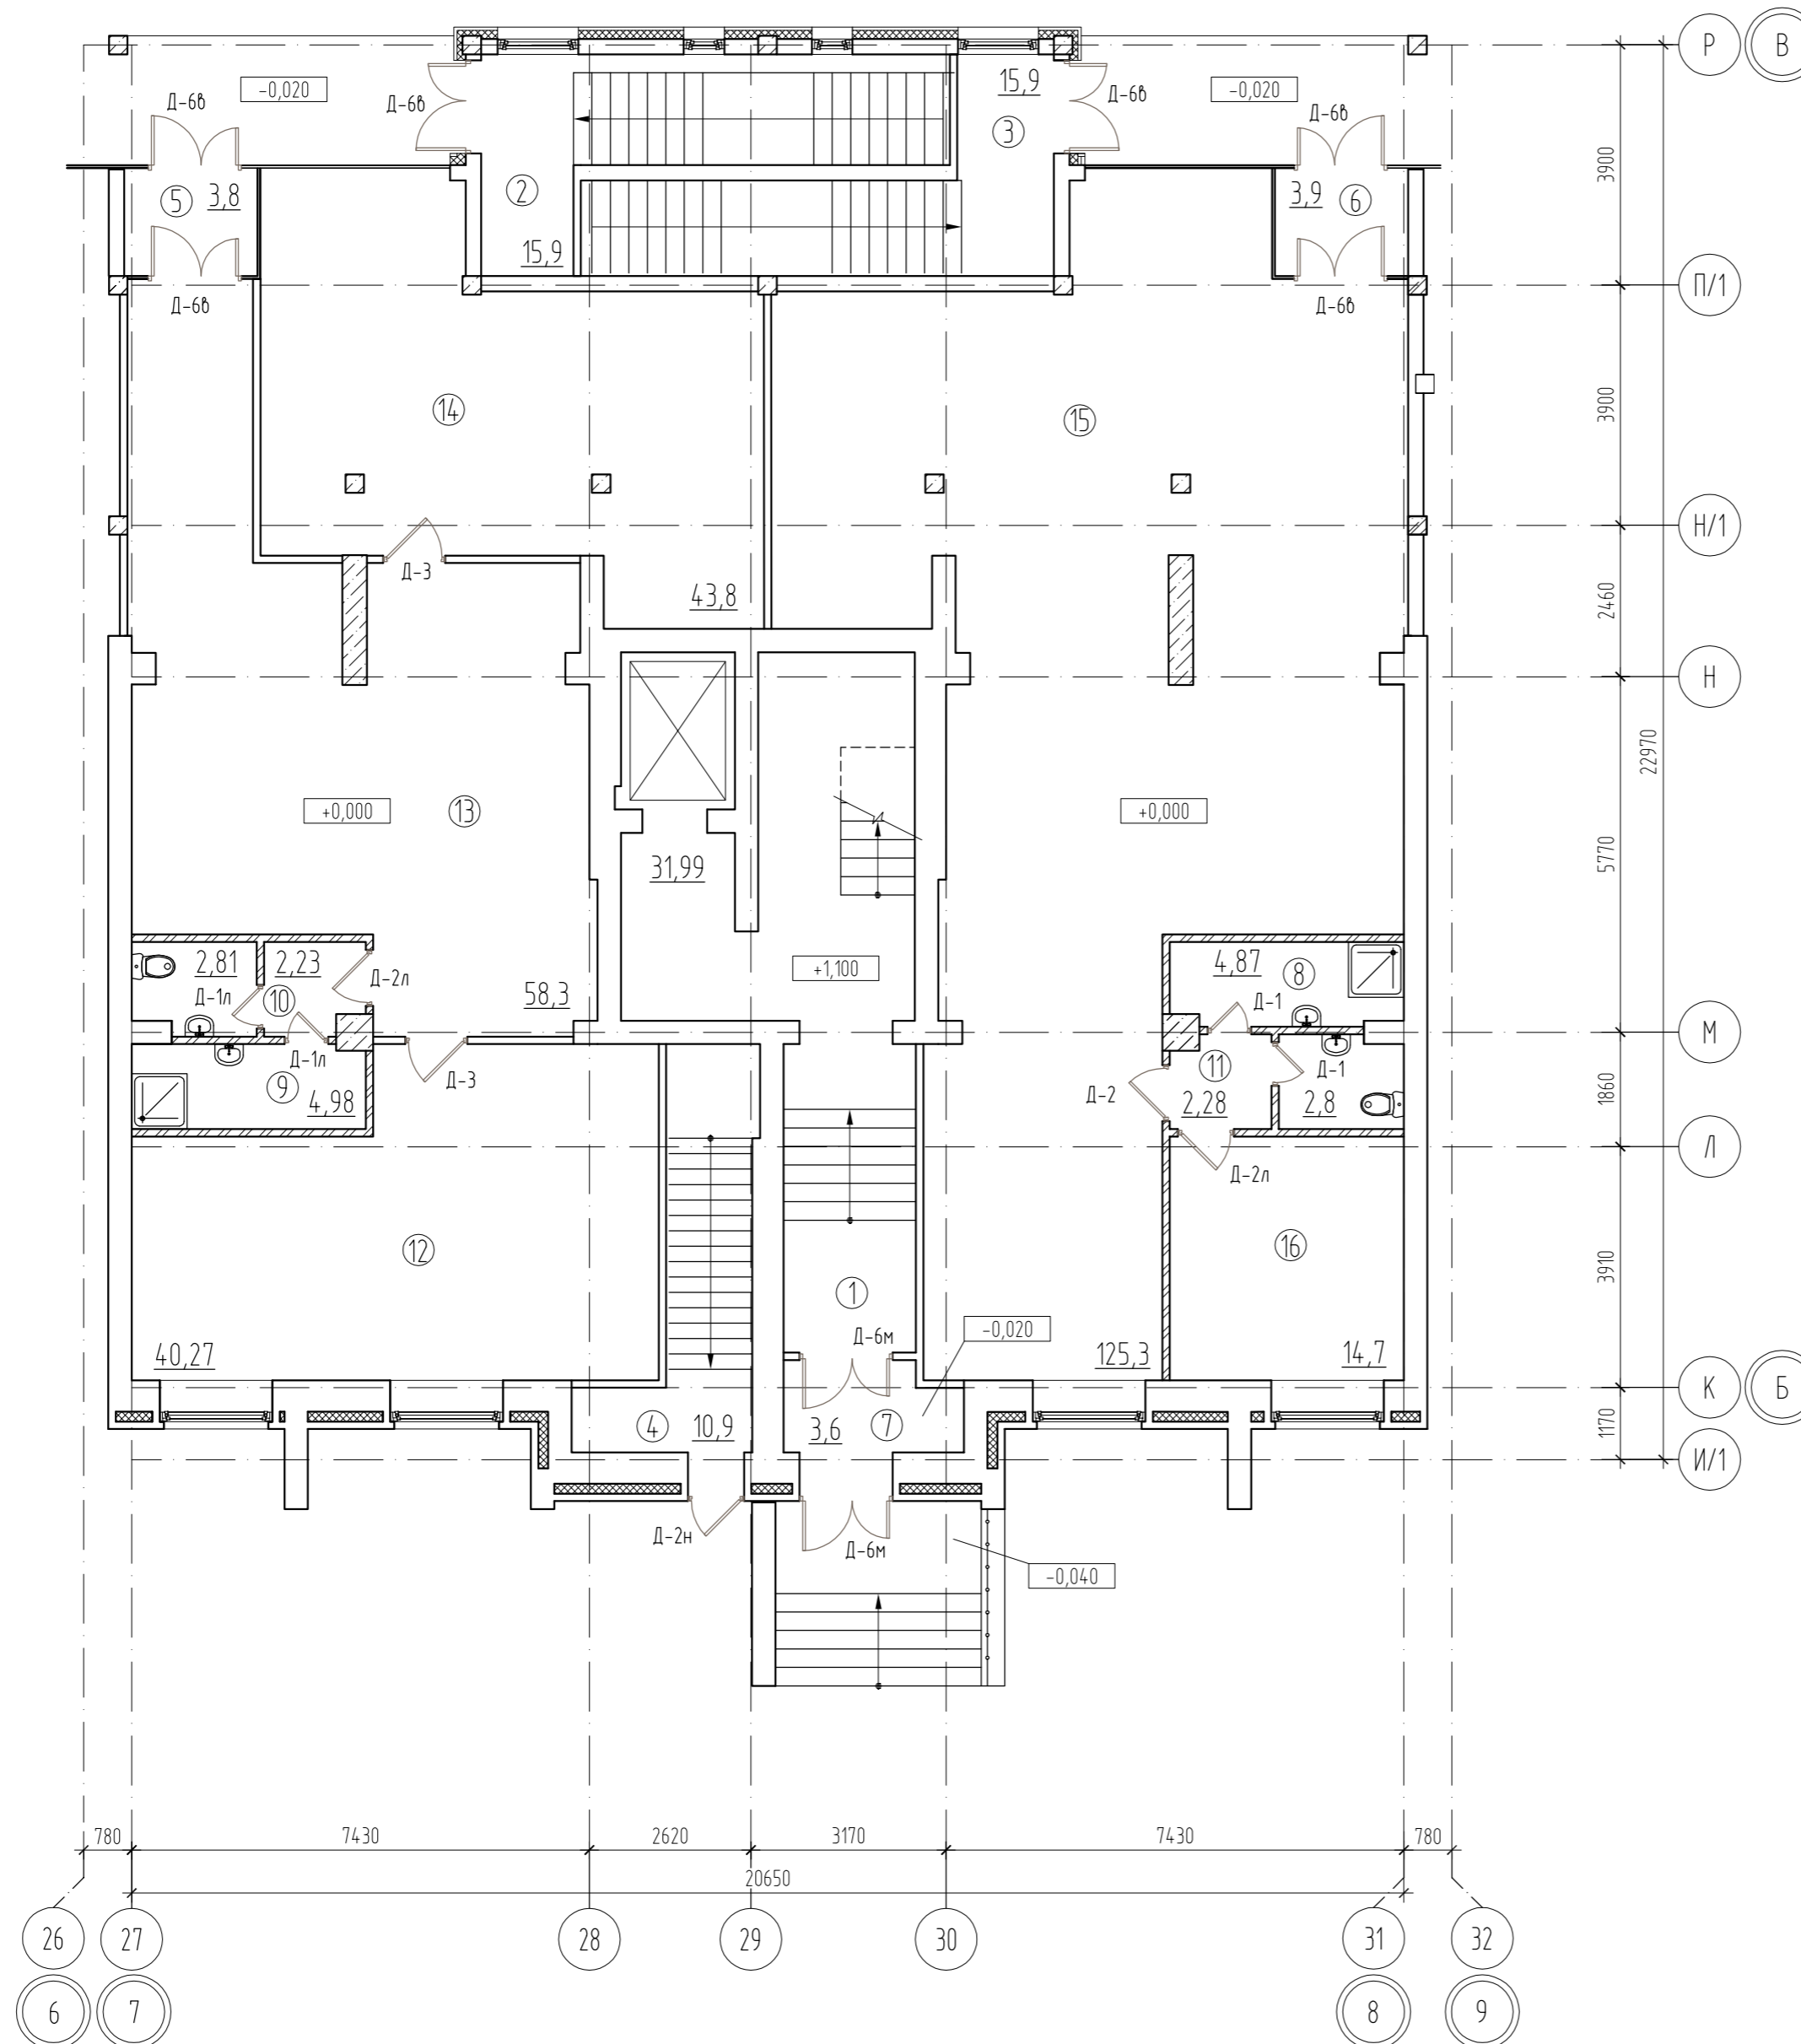 Р В
-0,020 15,9 -0,020
Д-6в Д-6в Д-6в Д-6в
3
3900
5 3,8 2 3,9 6
15,9
П/1
Д-6в Д-6в
14 15
3900
Н/1
Д-3
43,8
2460
Н
22970
+0,000 13 +0,000
31,99
5770
2,81 2,23 Д-2л +1,100 4,87 8
Д-1л 10 58,3 Д-1
М
Д-1л
9 4,98 Д-3 11 Д-1
Д-2 2,28 2,8
1860
Л
Д-2л
12 16
3910
1
Д-6м -0,020
40,27 125,3 14,7
К Б
4 10,9 3,6 7
1170
И/1
Д-2н Д-6м
-0,040
780 7430 2620 3170 7430 780
20650
26 27 28 29 30 31 32
6 7 8 9